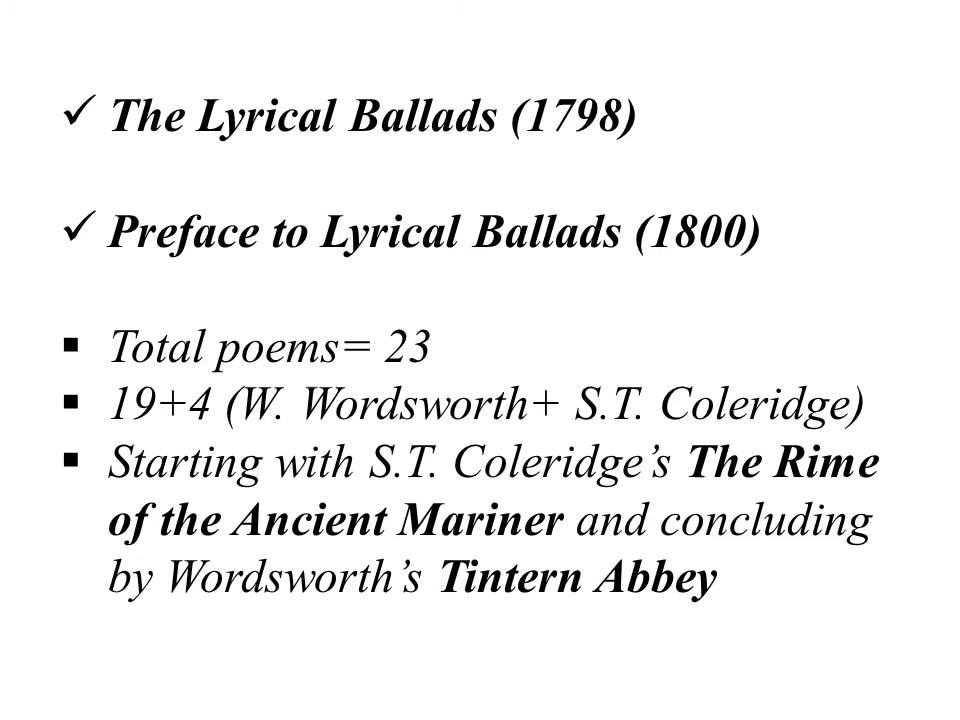 ✓ The Lyrical Ballads (1798)
✓ Preface to Lyrical Ballads (1800)
▪ Total poems= 23
▪ 19+4 (W. Wordsworth+ S.T. Coleridge)
▪ Starting with S.T. Coleridge’s The Rime
of the Ancient Mariner and concluding
by Wordsworth’s Tintern Abbey